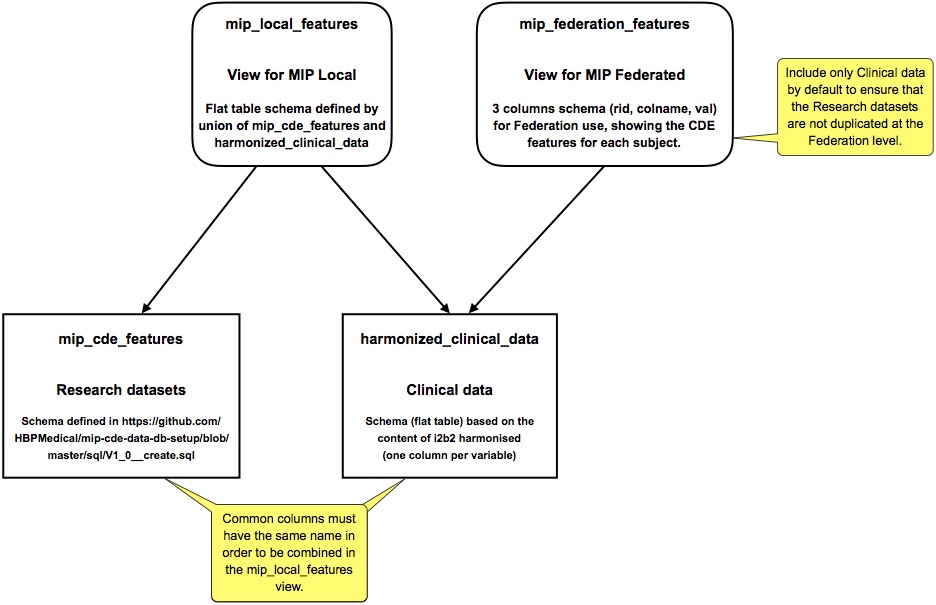 mip_local_features
View for MIP Local
Flat table schema defined by
union of mip_cde_features and
harmonized_clinical_data
mip_federation_features
View for MIP Federated
3 columns schema (rid, colname, val)
for Federation use, showing the CDE
features for each subject.
Include only Clinical data
by default to ensure that
the Research datasets
are not duplicated at the
Federation level.
mip_cde_features
Research datasets
Schema defined in https://github.com/
HBPMedical/mip-cde-data-db-setup/blob/
master/sql/V1_0__create.sql
harmonized_clinical_data
Clinical data
Schema (flat table) based on the
content of i2b2 harmonised
(one column per variable)
Common columns must
have the same name in
order to be combined in
the mip_local_features
view.